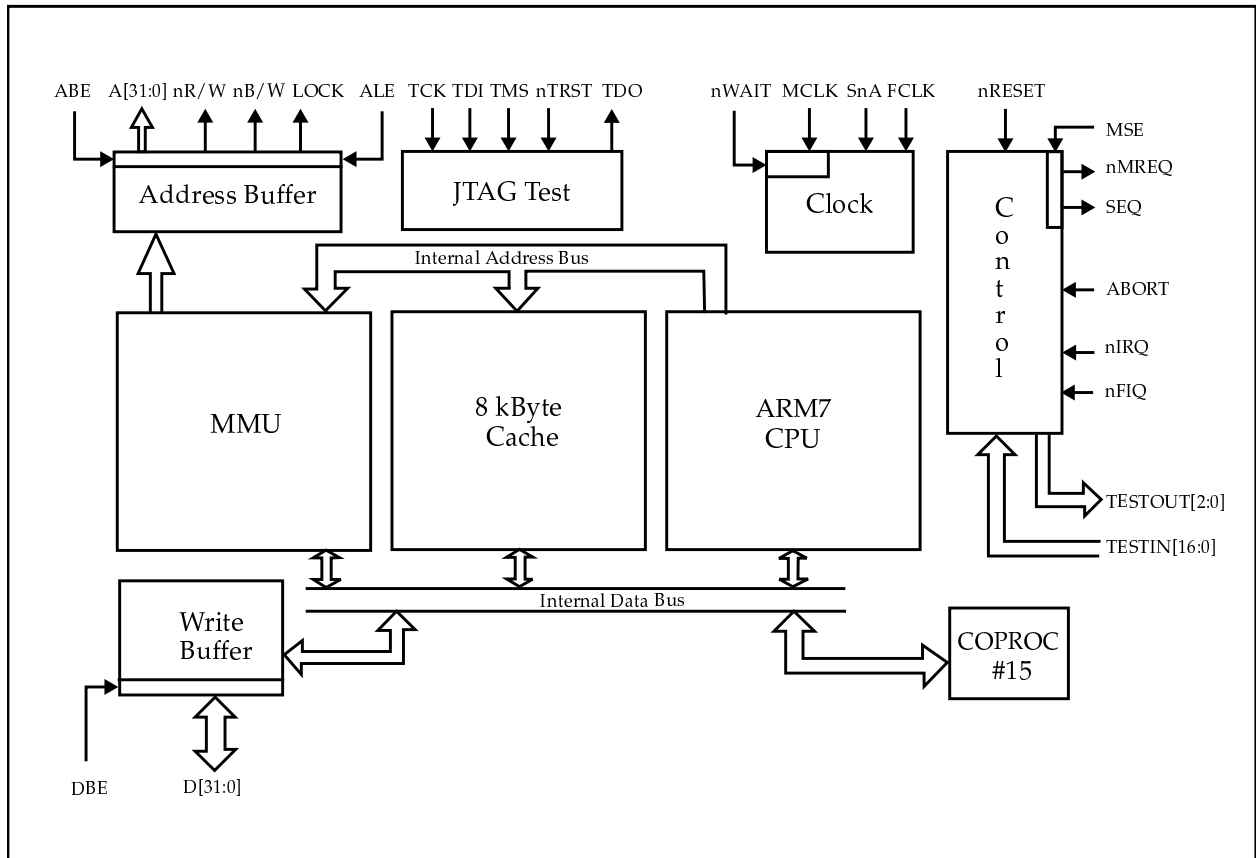 ABE A[31:0] nR/W nB/W LOCK ALE TCK TDI TMS nTRST TDO nWAIT MCLK SnA FCLK nRESET
MSE
nMREQ
SEQ
Address Buffer
JTAG Test
Clock
Control
Internal Address Bus
ABORT
nIRQ
nFIQ
MMU
8 kByte
Cache
ARM7
CPU
TESTOUT[2:0]
TESTIN[16:0]
Internal Data Bus
Write
Buffer
COPROC
#15
DBE D[31:0]